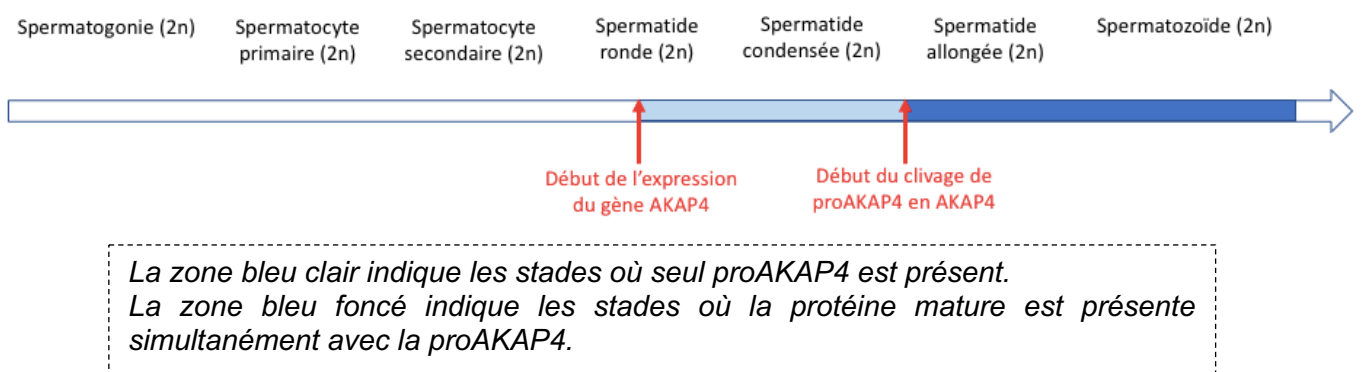 Spermatogonie (2n)
Spermatocyte
primaire (2n)
Spermatocyte
secondaire (2n)
Spermatide
ronde (2n)
Spermatide
condensée (2n)
Spermatide
allongée (2n)
Spermatozoïde (2n)
Début de l'expression
du gène AKAP4
Début du clivage de
proAKAP4 en AKAP4
La zone bleu clair indique les stades où seul proAKAP4 est présent.
La zone bleu foncé indique les stades où la protéine mature est présente
simultanément avec la proAKAP4.